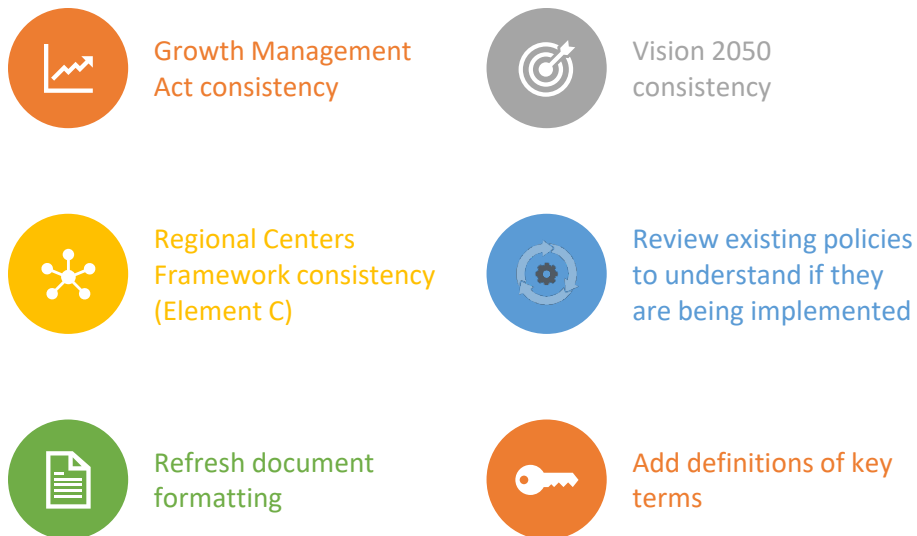 Growth Management
Act consistency
Vision 2050
consistency
Regional Centers
Framework consistency
(Element C)
Review existing policies
to understand if they
are being implemented
Refresh document
formatting
Add definitions of key
terms